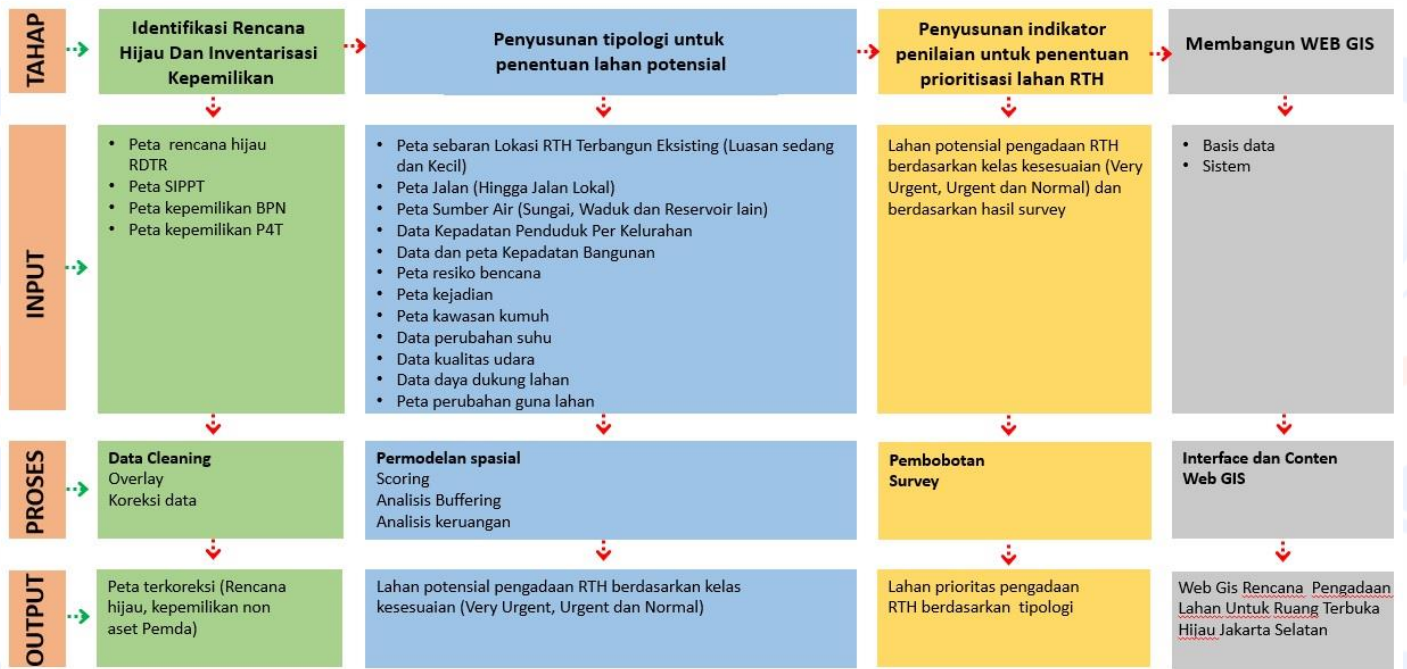 TAHAP
Identifikasi Rencana
Hijau Dan Inventarisasi
Kepemilikan
Penyusunan tipologi untuk
penentuan lahan potensial
Penyusunan indikator
penilaian untuk penentuan
prioritisasi lahan RTH
Membangun WEB GIS
INPUT
• Peta rencana hijau
RDTR
• Peta SIPPT
• Peta kepemilikan BPN
• Peta kepemilikan P4T
• Peta sebaran Lokasi RTH Terbangun Eksisting (Luasan sedang
dan Kecil)
• Peta Jalan (Hingga Jalan Lokal)
• Peta Sumber Air (Sungai, Waduk dan Reservoir lain)
• Data Kepadatan Penduduk Per Kelurahan
• Data dan peta Kepadatan Bangunan
• Peta resiko bencana
• Peta kejadian
• Peta kawasan kumuh
• Data perubahan suhu
• Data kualitas udara
• Data daya dukung lahan
• Peta perubahan guna lahan
Lahan potensial pengadaan RTH
berdasarkan kelas kesesuaian (Very
Urgent, Urgent dan Normal) dan
berdasarkan hasil survey
• Basis data
• Sistem
PROSES
Data Cleaning
Overlay
Koreksi data
Permodelan spasial
Scoring
Analisis Buffering
Analisis keruangan
Pembobotan
Survey
Interface dan Conten
Web GIS
OUTPUT
Peta terkoreksi (Rencana
hijau, kepemilikan non
aset Pemda)
Lahan potensial pengadaan RTH berdasarkan kelas
kesesuaian (Very Urgent, Urgent dan Normal)
Lahan prioritas pengadaan
RTH berdasarkan tipologi
Web Gis Rencana Pengadaan
Lahan Untuk Ruang Terbuka
Hijau Jakarta Selatan